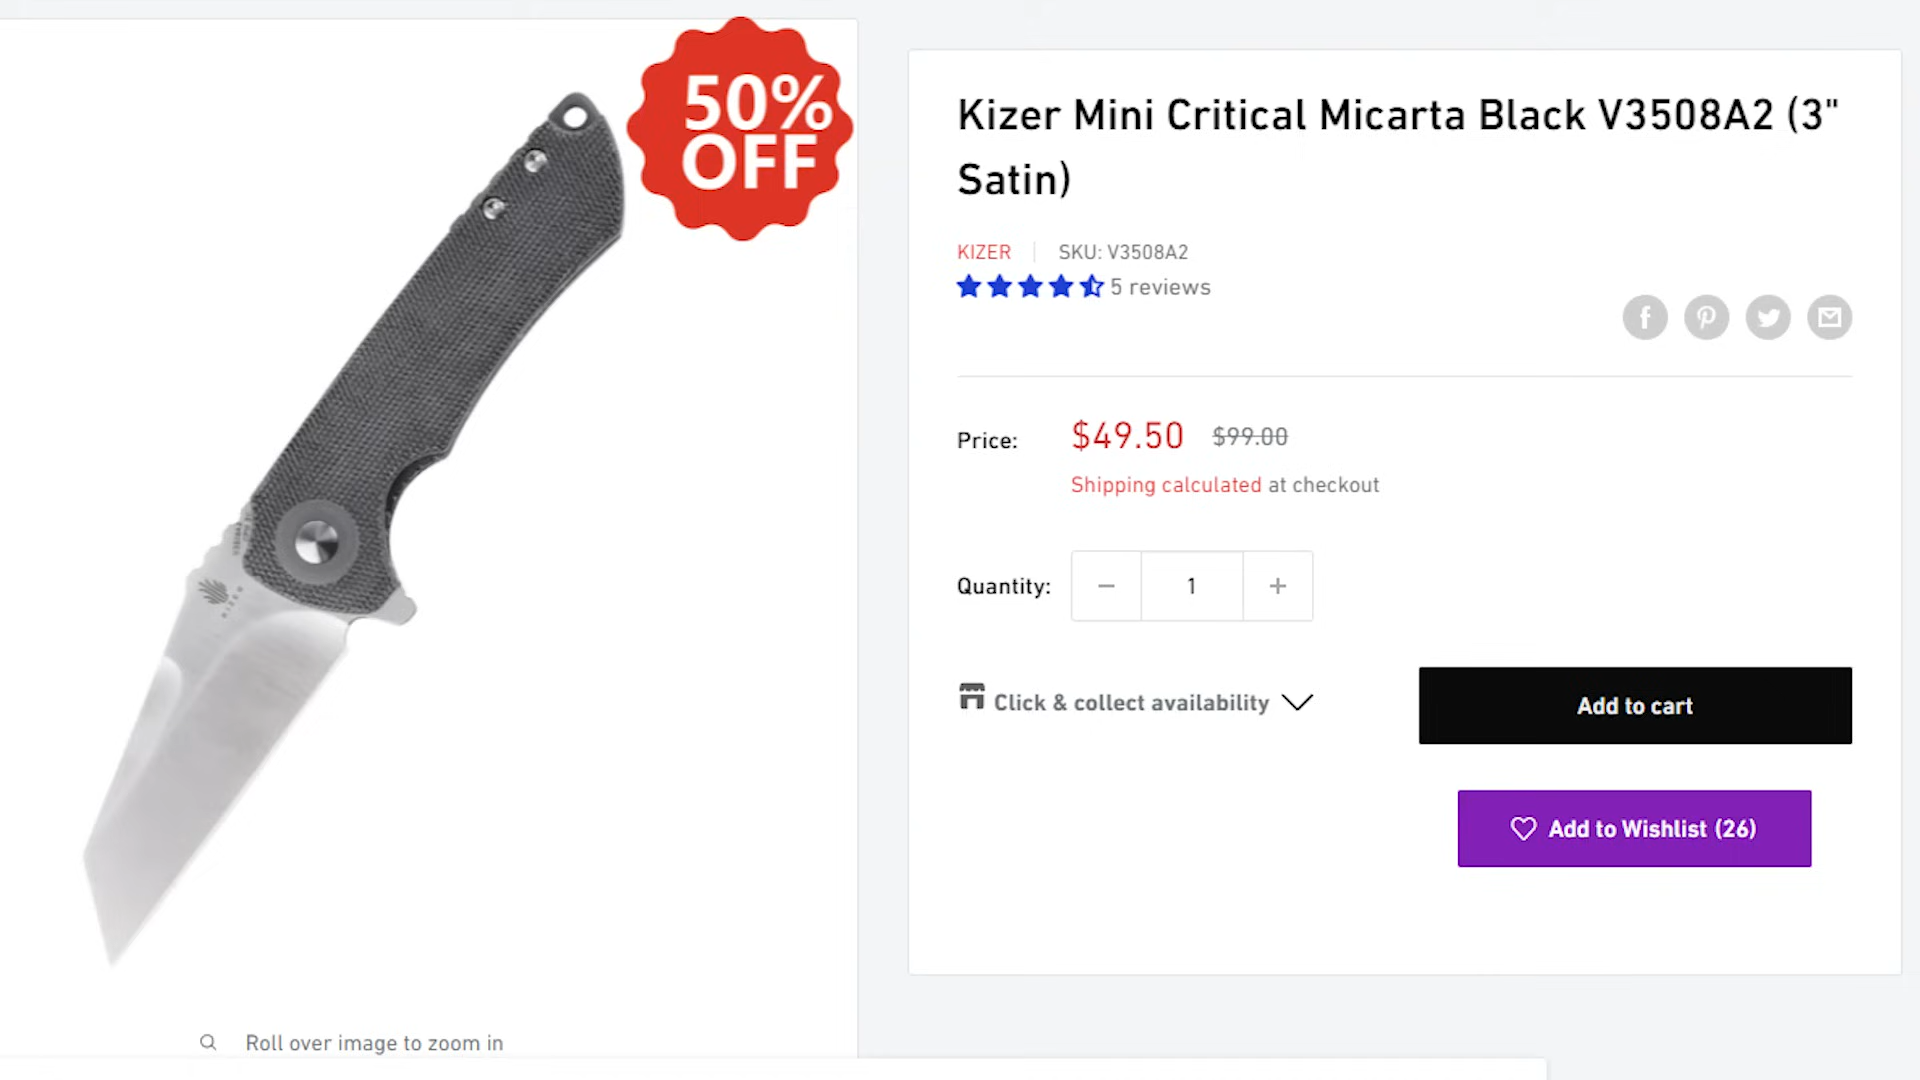 50%
OFF
KIZER
Roll over image to zoom in
Kizer Mini Critical Micarta Black V3508A2 (3"
Satin)
KIZER
SKU: V3508A2
5 reviews
Price:
$49.50 $99.00
Shipping calculated at checkout
Quantity:
1
Click & collect availability
Add to cart
Add to Wishlist (26)